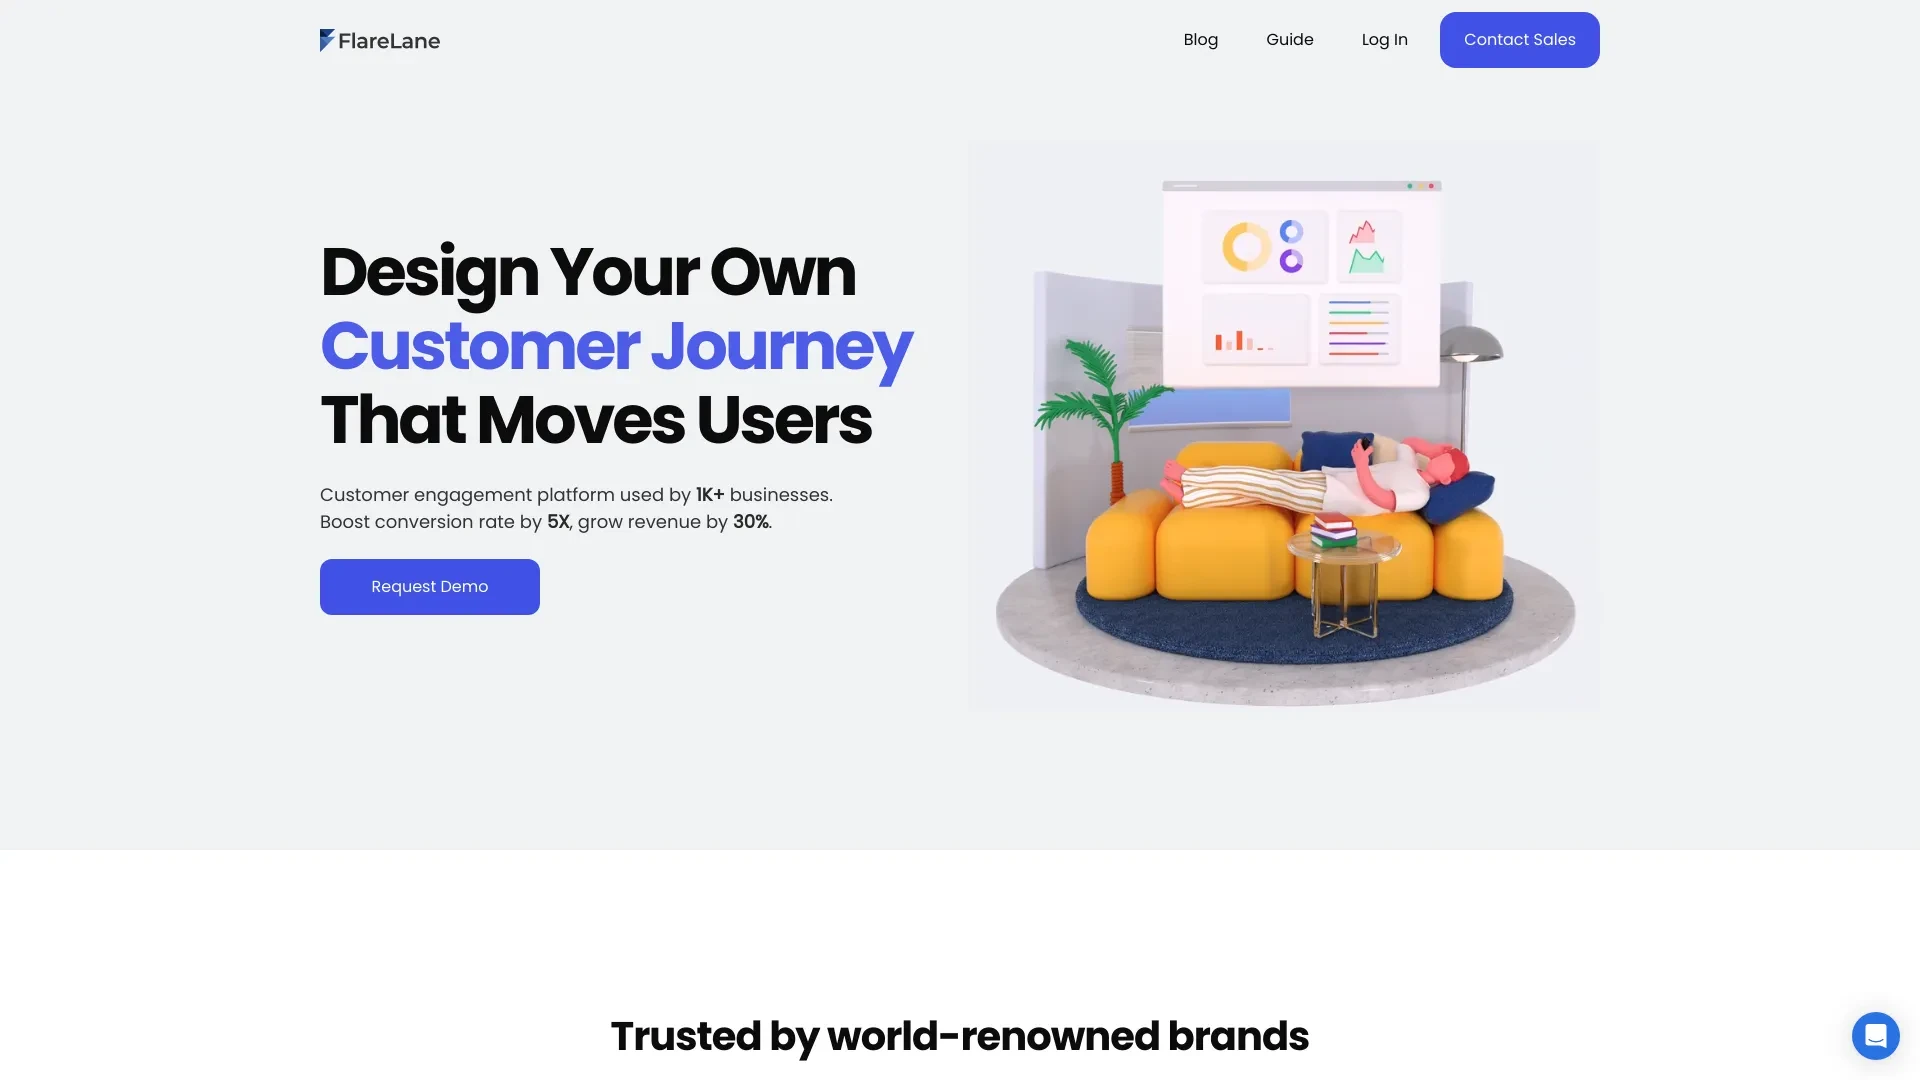 FlareLane
Blog
Guide
Log In
Contact Sales
Design Your Own
Customer Journey
That Moves Users
Customer engagement platform used by 1K+ businesses.
Boost conversion rate by 5X, grow revenue by 30%.
Request Demo
Trusted by world-renowned brands